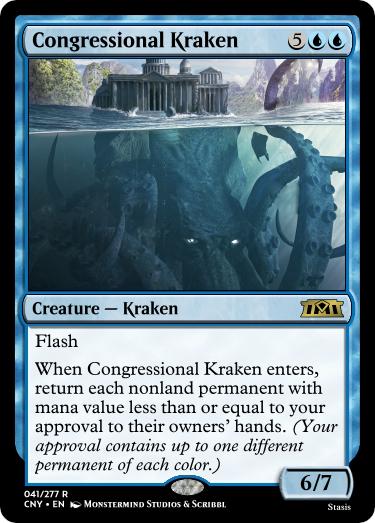 Congressional Kraken 5
Creature — Kraken
Flash
When Congressional Kraken enters,
return each nonland permanent with
mana value less than or equal to your
approval to their owners' hands. (Your
approval contains up to one different
permanent of each color.)
6/7
041/277 R
CNY • EN Monstermind Studios & Scribbl
Stasis